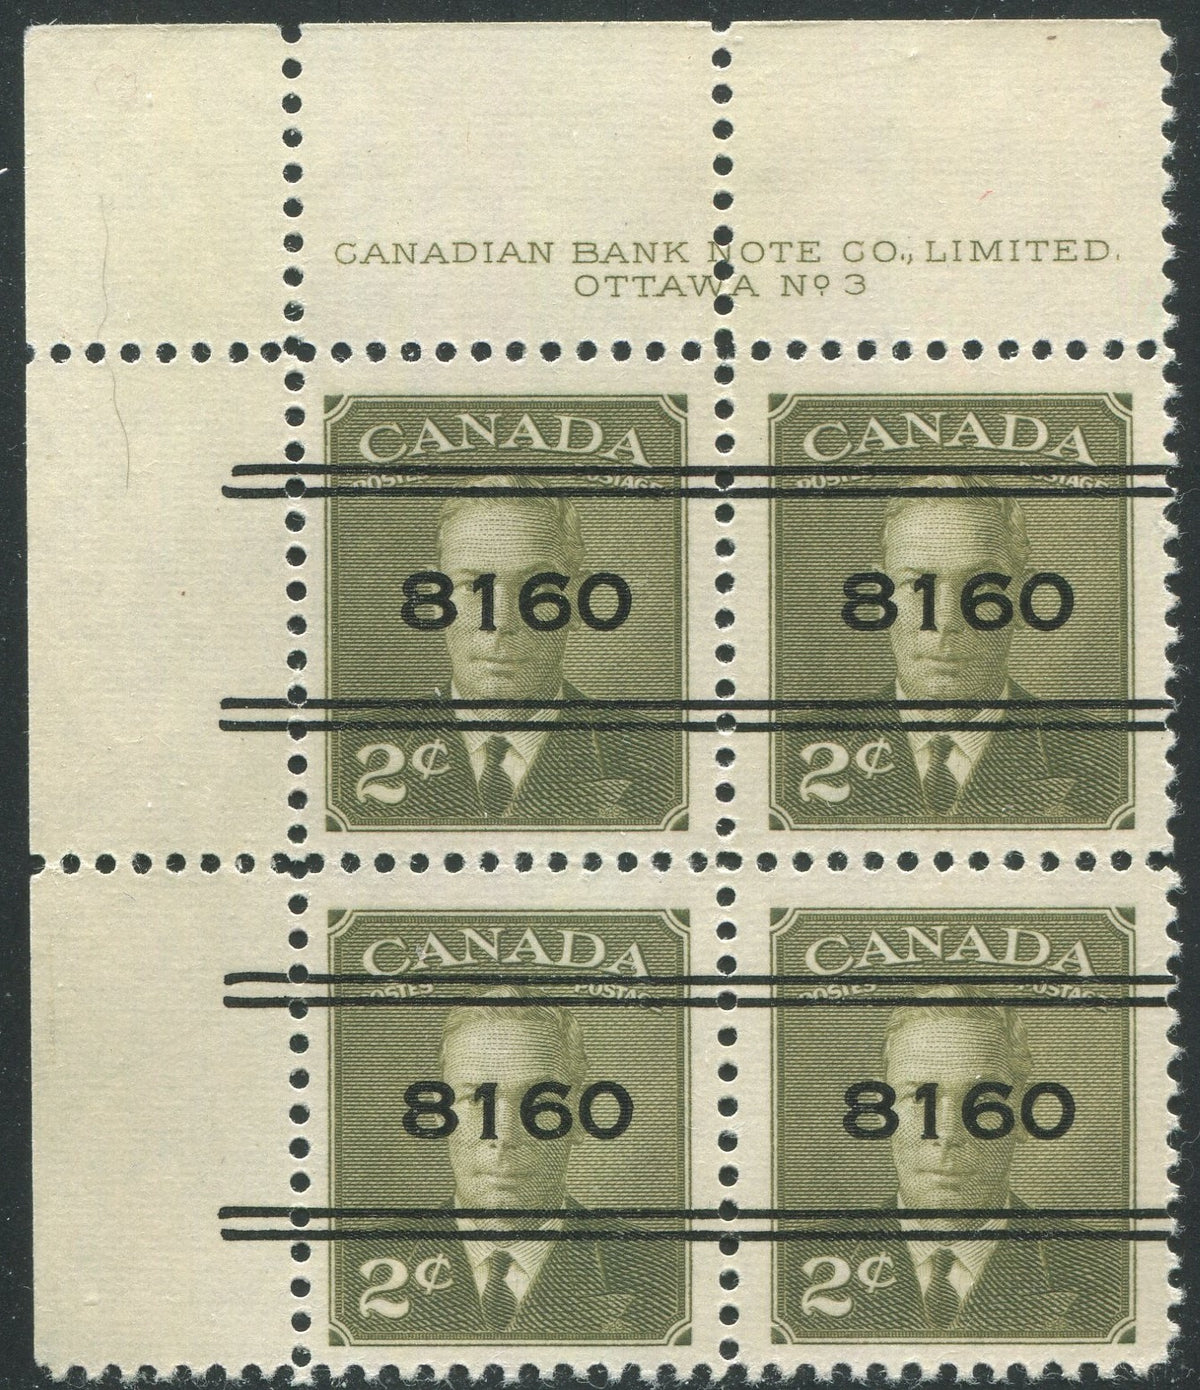 CANADIAN BANK NOTE CO., LIMITED.
OTTAWA Nº 3
CANADA CANADA
POSTES POSTAGE POSTES POSTAGE
8160 8160
2¢ 2¢
CANADA CANADA
POSTES POSTAGE POSTES POSTAGE
8160 8160
2¢ 2¢